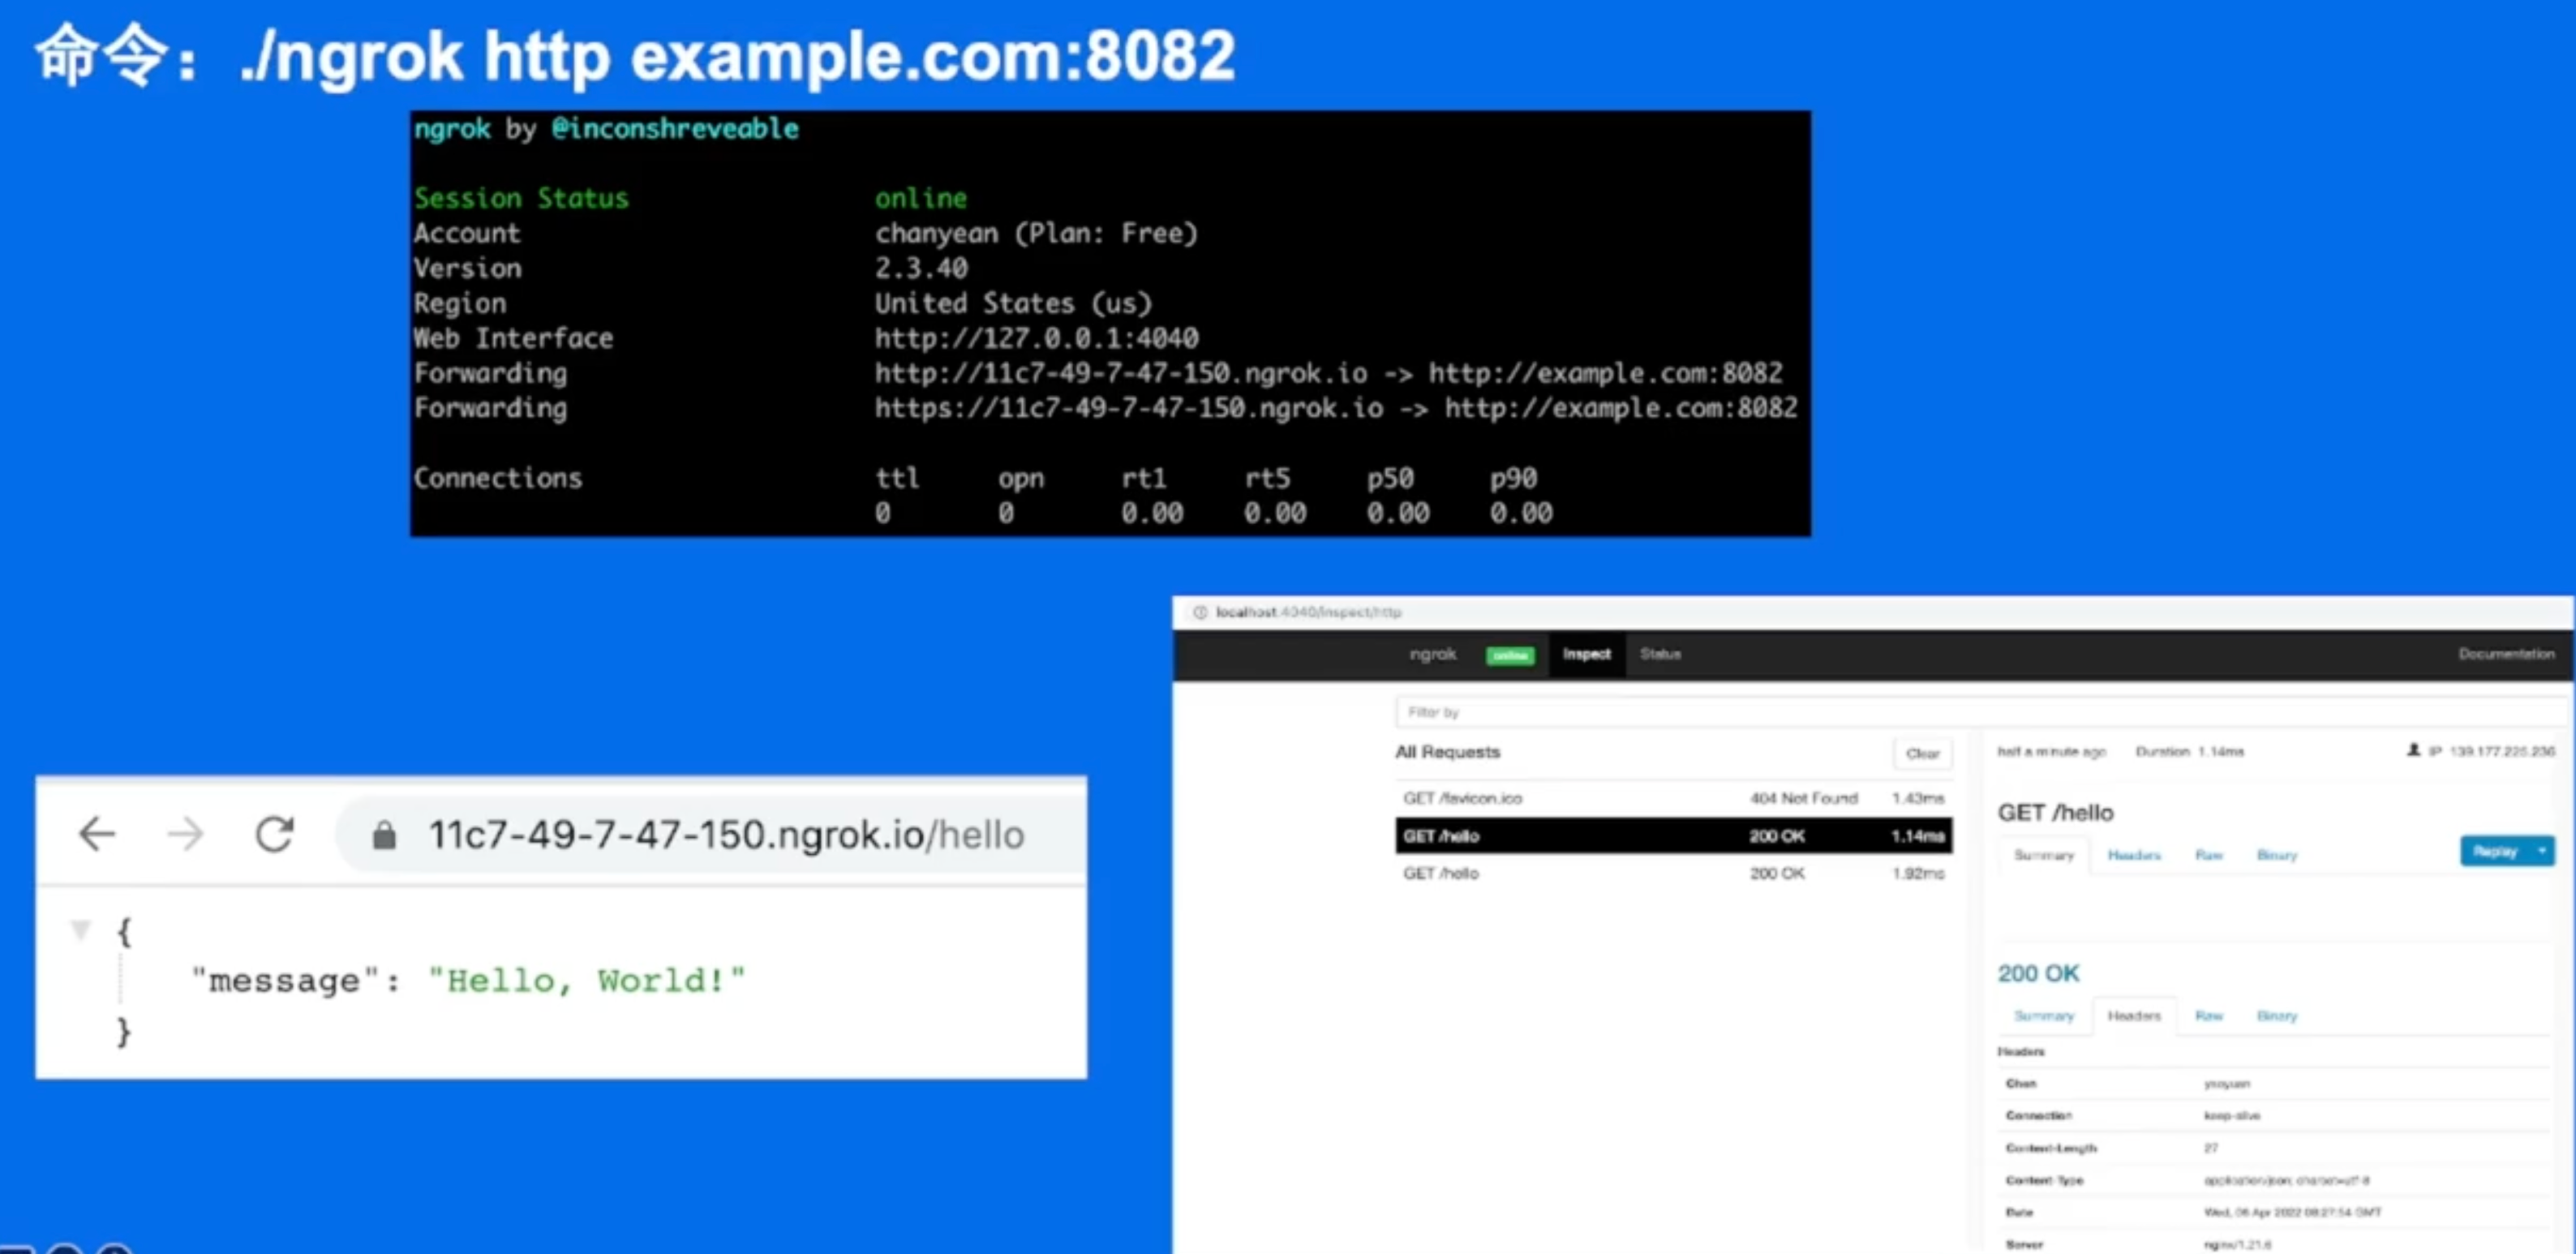 命令：./ngrok http example.com:8082
ngrok by @inconshreveable
Session Status online
Account chanyean (Plan: Free)
Version 2.3.40
Region United States (us)
Web Interface http://127.0.0.1:4040
Forwarding http://11c7-49-7-47-150.ngrok.io -> http://example.com:8082
Forwarding https://11c7-49-7-47-150.ngrok.io -> http://example.com:8082
Connections ttl opn rt1 rt5 p50 p90
0 0 0.00 0.00 0.00 0.00
11c7-49-7-47-150.ngrok.io/hello
{
"message": "Hello, World!"
}
localhost:4040/inspect/http
ngrok online Inspect Status Documentation
Filter by
All Requests Clear
GET /favicon.ico 404 Not Found 1.43ms
GET /hello 200 OK 1.14ms
GET /hello 200 OK 1.92ms
half a minute ago Duration 1.14ms IP 139.177.225.236
GET /hello
Summary Headers Raw Binary Replay
200 OK
Summary Headers Raw Binary
Headers
Chan
Connection keep-alive
Content-Length 27
Content-Type application/json; charset=utf-8
Date Wed, 06 Apr 2022 08:27:54 GMT
Server nginx/1.21.6